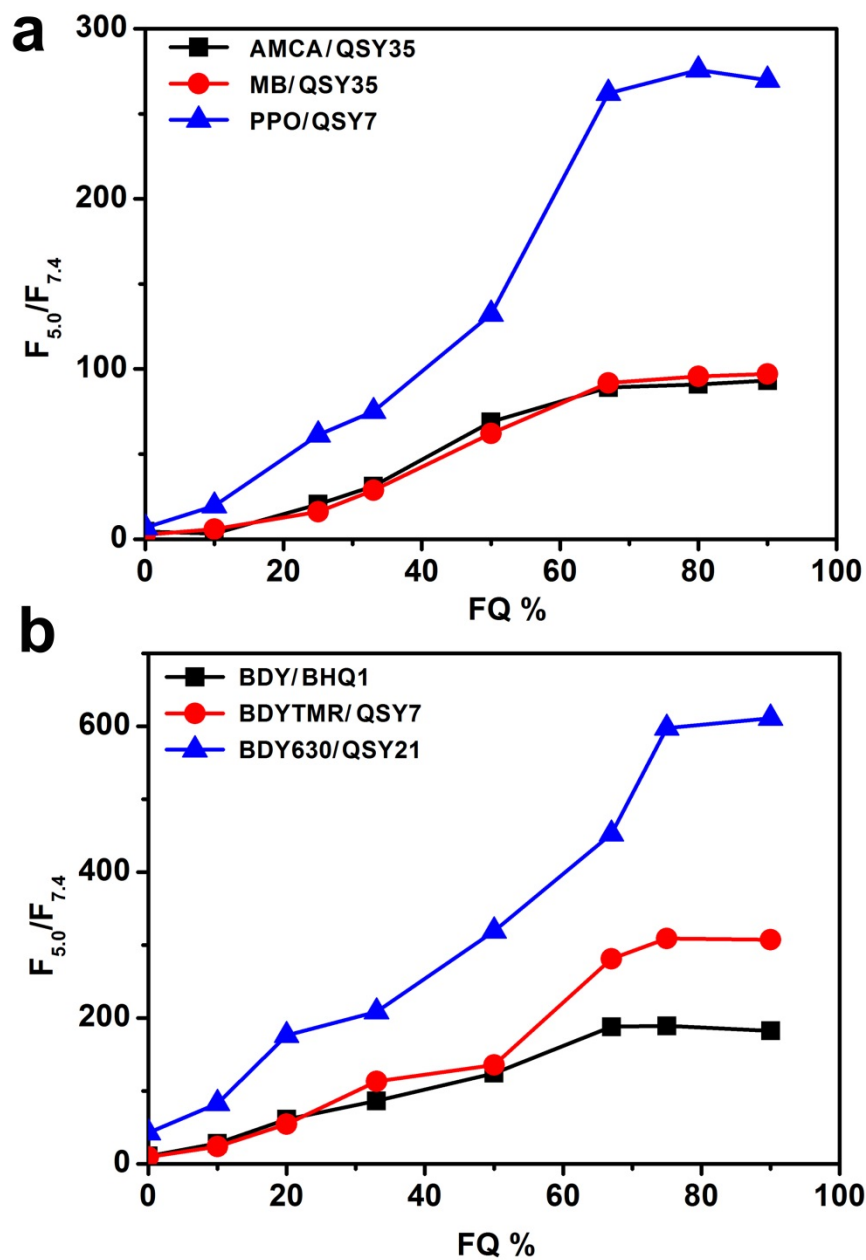 a
300
AMCA/QSY35
MB/QSY35
PPO/QSY7
200
F5.0/F7.4
100
0
0 20 40 60 80 100
FQ %
b
BDY/BHQ1
BDYTMR/QSY7
BDY630/QSY21
600
400
F5.0/F7.4
200
0
0 20 40 60 80 100
FQ %